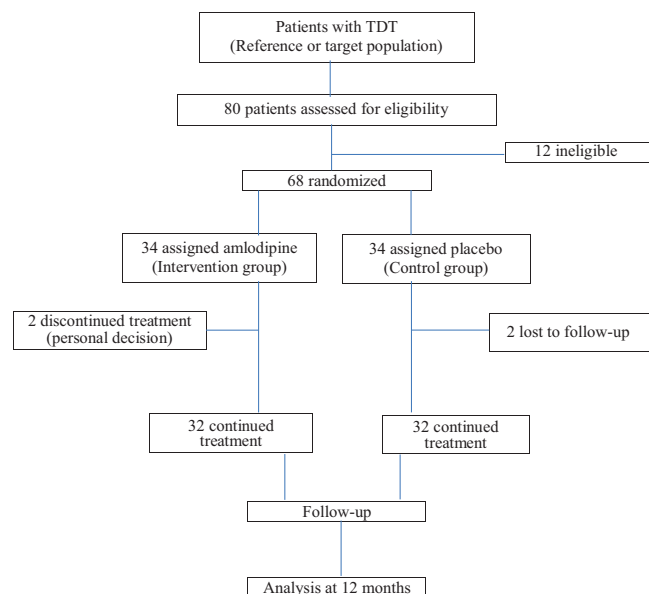 Patients with TDT
(Reference or target population)
80 patients assessed for eligibility
12 ineligible
68 randomized
34 assigned amlodipine
(Intervention group)
34 assigned placebo
(Control group)
2 discontinued treatment
(personal decision)
2 lost to follow-up
32 continued
treatment
32 continued
treatment
Follow-up
Analysis at 12 months